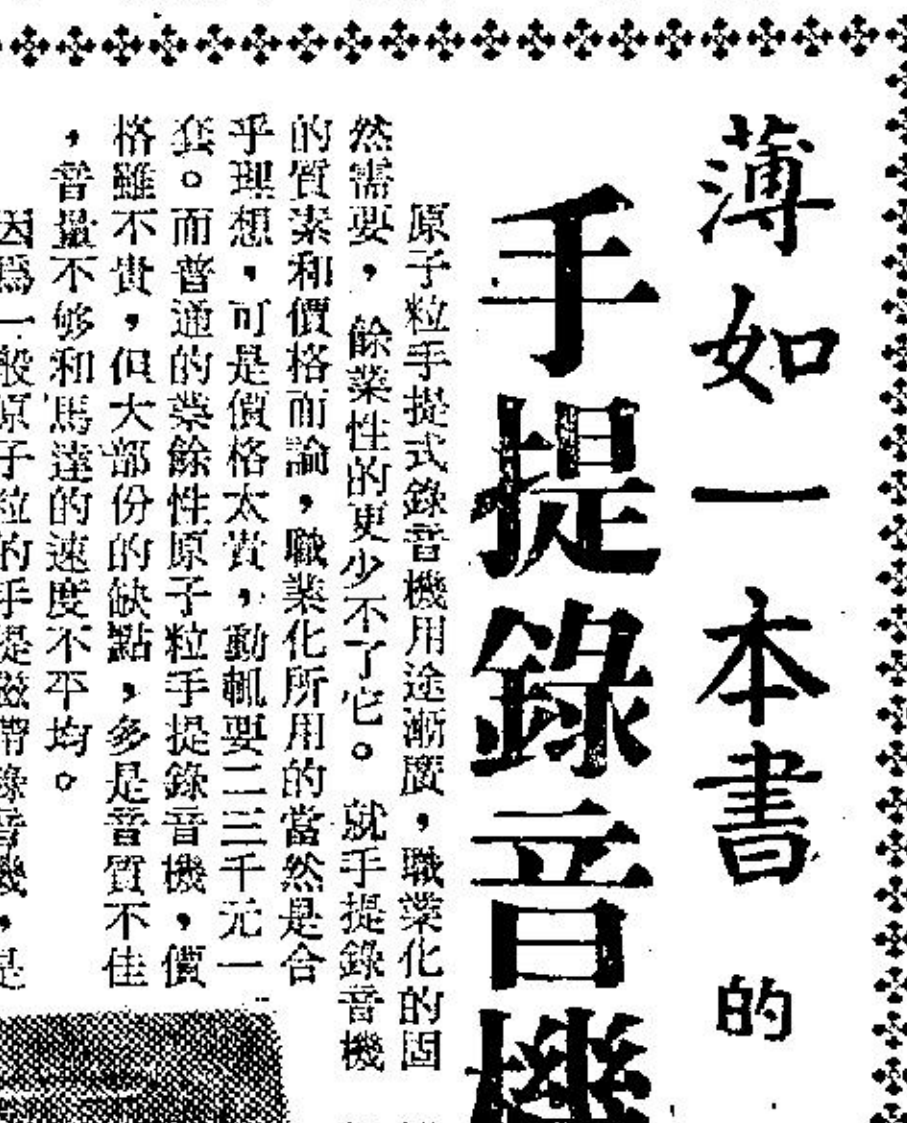 薄如一本書的
手提錄音機
原子粒手提式錄音機用途漸廣，職業化的固
然需要，餘業性的更少不了它。就手提錄音機
的質素和價格而論，職業化所用的當然是合
乎理想，可是價格太貴，動輒要二三千元一
套。而普通的業餘性原子粒手提錄音機，價
格雖不貴，但大部份的缺點，多是音質不佳
，音量不够和馬達的速度不平均。
因爲一般原子粒的手提磁帶錄音機，是